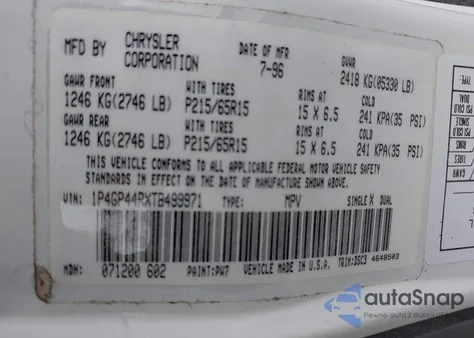 MFD BY CHRYSLER CORPORATION DATE OF MFR 7-96 GVWR 2418 KG(05330 LB)
GAWR FRONT WITH TIRES RIMS AT COLD
1246 KG(2746 LB) P215/65R15 15 X 6.5 241 KPA(35 PSI)
GAWR REAR WITH TIRES RIMS AT COLD
1246 KG(2746 LB) P215/65R15 15 X 6.5 241 KPA(35 PSI)
THIS VEHICLE CONFORMS TO ALL APPLICABLE FEDERAL MOTOR VEHICLE SAFETY
STANDARDS IN EFFECT ON THE DATE OF MANUFACTURE SHOWN ABOVE.
VIN: 1P4GP44RXTB499971 TYPE: MPV SINGLE X DUAL
MDH: 071200 602 PAINT:PW7 VEHICLE MADE IN U.S.A. TRIM:DSC3 4648503
autoSnap